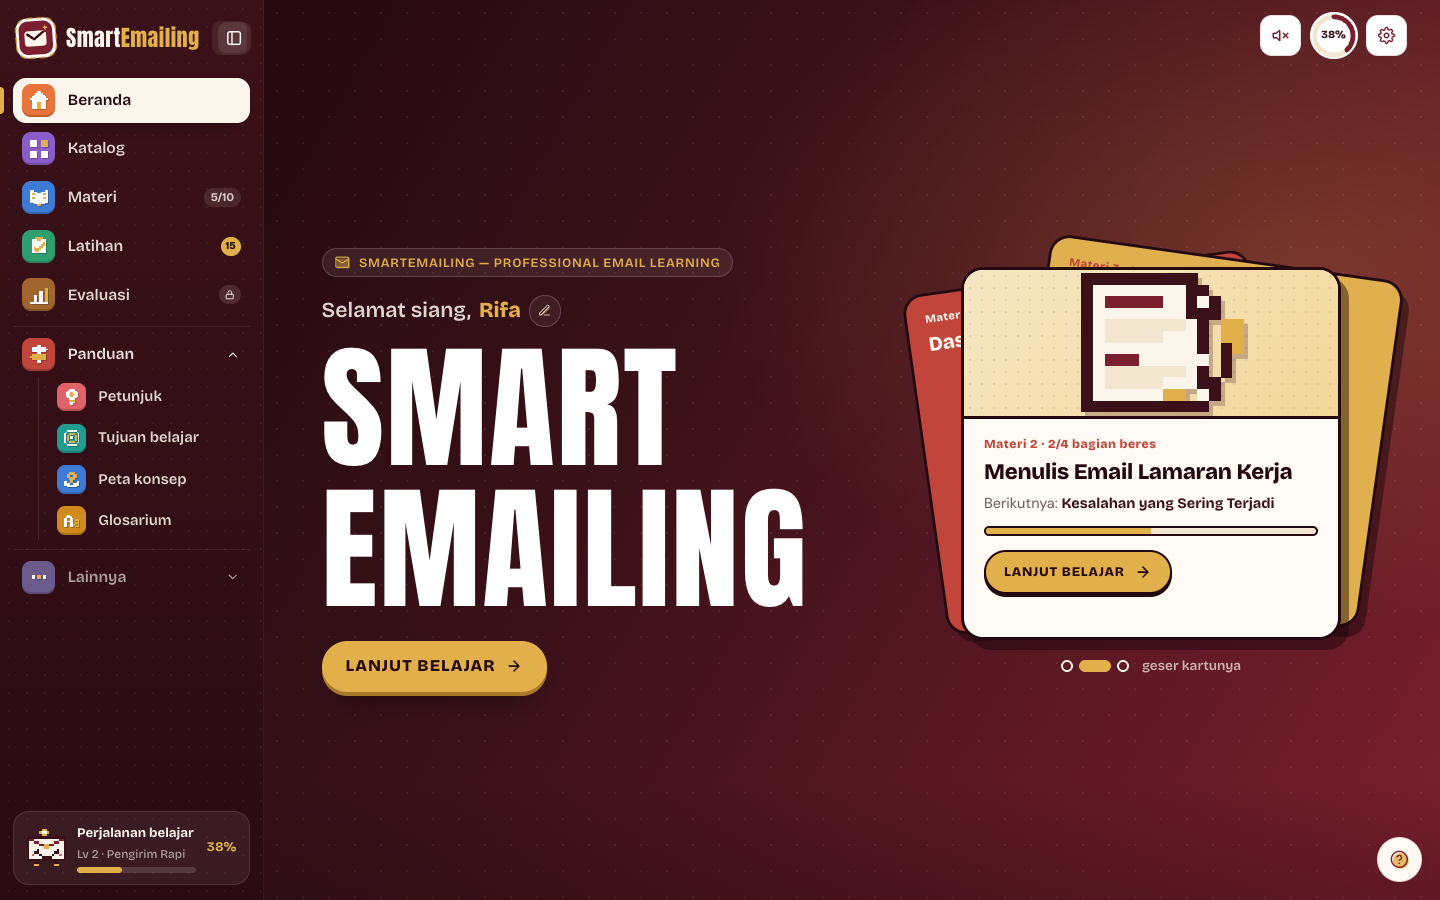 SmartEmailing
Beranda
Katalog
Materi
5/10
Latihan
15
Evaluasi
Panduan
Petunjuk
Tujuan belajar
Peta konsep
Glosarium
Lainnya
Perjalanan belajar
Lv 2 · Pengirim Rapi
38%
38%
SMARTEMAILING — PROFESSIONAL EMAIL LEARNING
Selamat siang, Rifa
SMART
EMAILING
LANJUT BELAJAR
Materi 2 · 2/4 bagian beres
Menulis Email Lamaran Kerja
Berikutnya: Kesalahan yang Sering Terjadi
LANJUT BELAJAR
geser kartunya